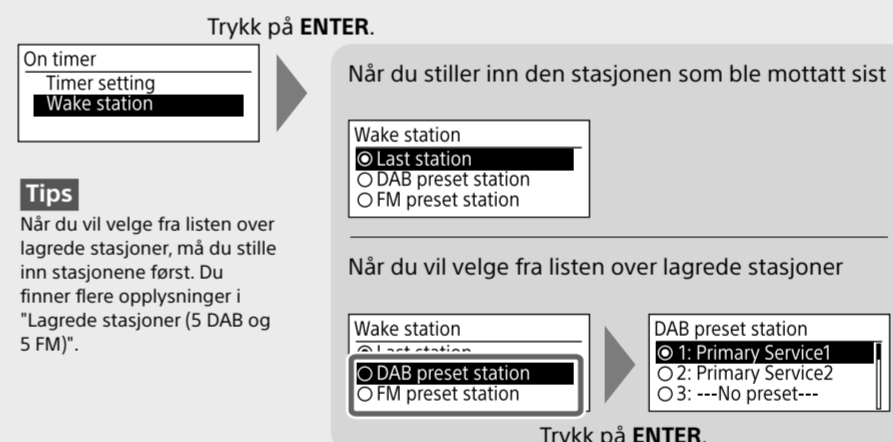 Trykk på ENTER.
On timer
Timer setting
Wake station
Tips
Når du vil velge fra listen over
lagrede stasjoner, må du stille
inn stasjonene først. Du
finner flere opplysninger i
"Lagrede stasjoner (5 DAB og
5 FM)".
Når du stiller inn den stasjonen som ble mottatt sist
Wake station
Last station
DAB preset station
FM preset station
Når du vil velge fra listen over lagrede stasjoner
Wake station
Last station
DAB preset station
FM preset station
DAB preset station
1: Primary Service1
2: Primary Service2
3: ---No preset---
Trykk på ENTER.